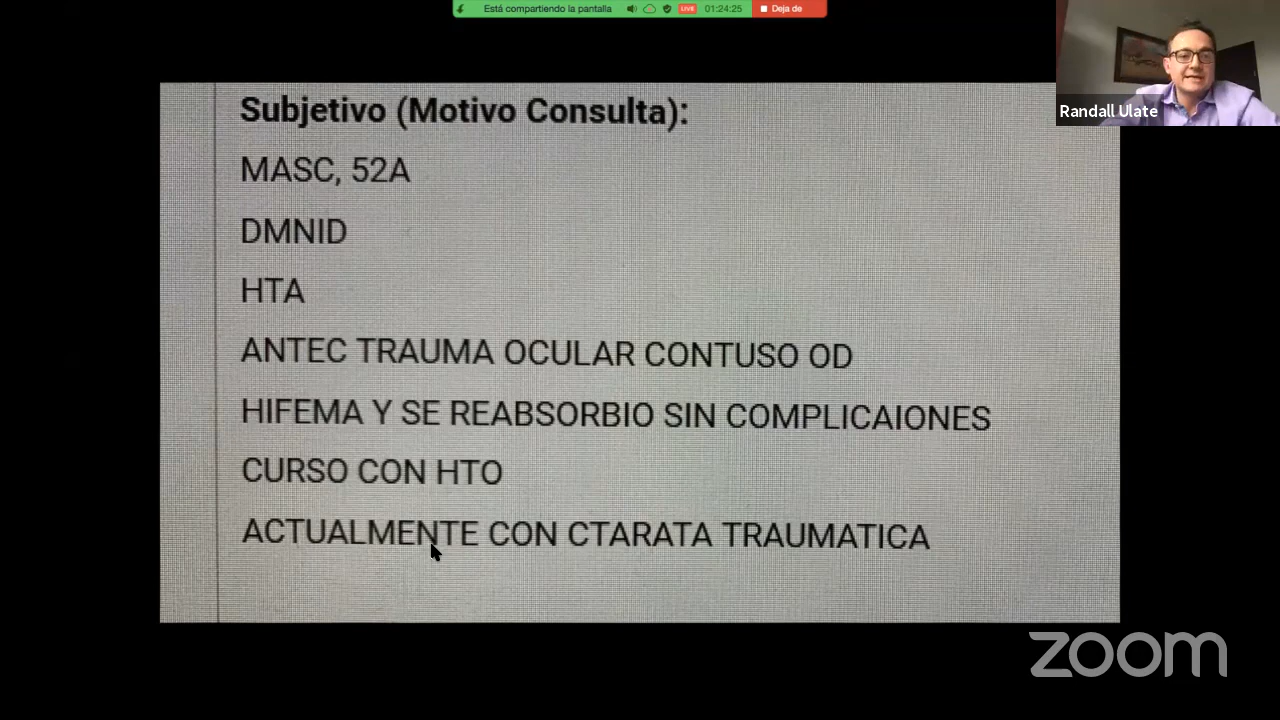 Está compartiendo la pantalla LIVE 01:24:25 Deja de
Randall Ulate
Subjetivo (Motivo Consulta):
MASC, 52A
DMNID
HTA
ANTEC TRAUMA OCULAR CONTUSO OD
HIFEMA Y SE REABSORBIO SIN COMPLICAIONES
CURSO CON HTO
ACTUALMENTE CON CTARATA TRAUMATICA
zoom